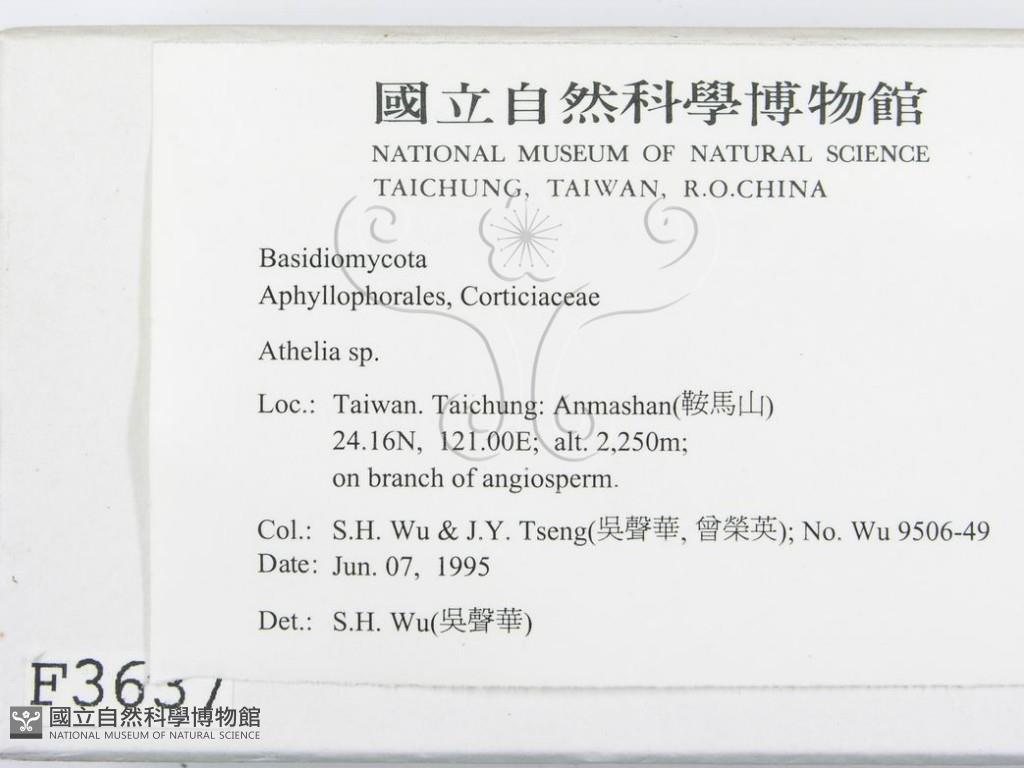 國立自然科學博物館
NATIONAL MUSEUM OF NATURAL SCIENCE
TAICHUNG, TAIWAN, R.O.CHINA
Basidiomycota
Aphyllophorales, Corticiaceae
Athelia sp.
Loc.: Taiwan. Taichung: Anmashan(鞍馬山)
24.16N, 121.00E; alt. 2,250m;
on branch of angiosperm.
Col.: S.H. Wu & J.Y. Tseng(吳聲華, 曾榮英); No. Wu 9506-49
Date: Jun. 07, 1995
Det.: S.H. Wu(吳聲華)
F3637
國立自然科學博物館
NATIONAL MUSEUM OF NATURAL SCIENCE